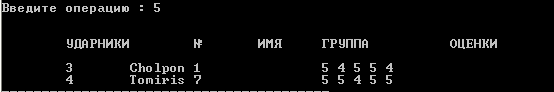 Введите операцию : 5
УДАРНИКИ № ИМЯ ГРУППА ОЦЕНКИ
3 Cholpon 1 5 4 5 5 4
4 Tomiris 7 5 5 4 5 5